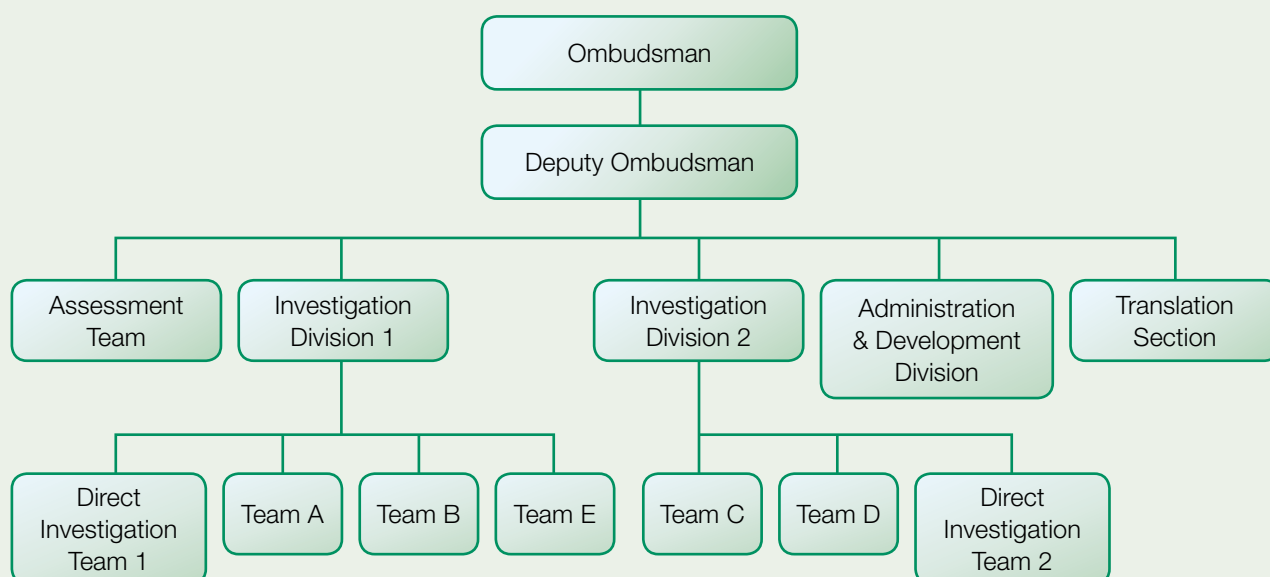 Ombudsman
Deputy Ombudsman
Assessment
Team
Investigation
Division 1
Investigation
Division 2
Administration
& Development
Division
Translation
Section
Direct
Investigation
Team 1
Team A
Team B
Team E
Team C
Team D
Direct
Investigation
Team 2